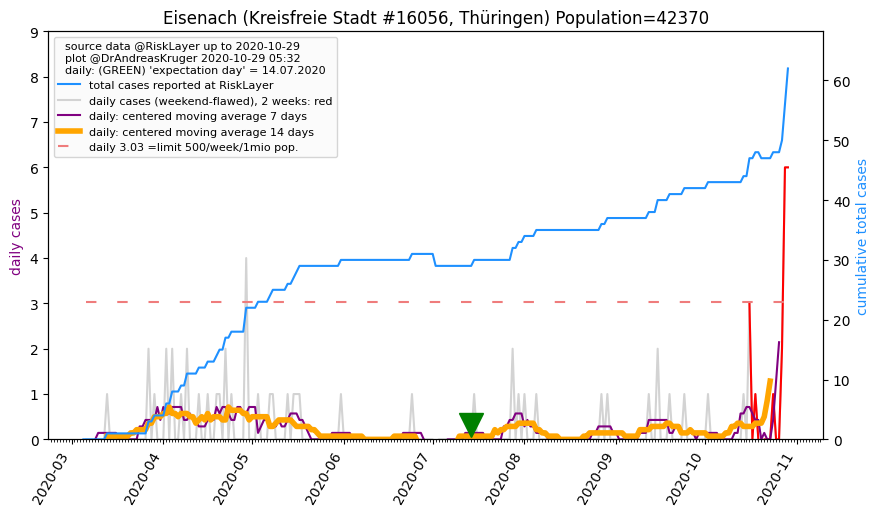 Eisenach (Kreisfreie Stadt #16056, Thüringen) Population=42370
source data @RiskLayer up to 2020-10-29
plot @DrAndreasKruger 2020-10-29 05:32
daily: (GREEN) 'expectation day' = 14.07.2020
total cases reported at RiskLayer
daily cases (weekend-flawed), 2 weeks: red
daily: centered moving average 7 days
daily: centered moving average 14 days
daily 3.03 =limit 500/week/1mio pop.
daily cases
9
8
7
6
5
4
3
2
1
0
cumulative total cases
60
50
40
30
20
10
0
2020-03
2020-04
2020-05
2020-06
2020-07
2020-08
2020-09
2020-10
2020-11